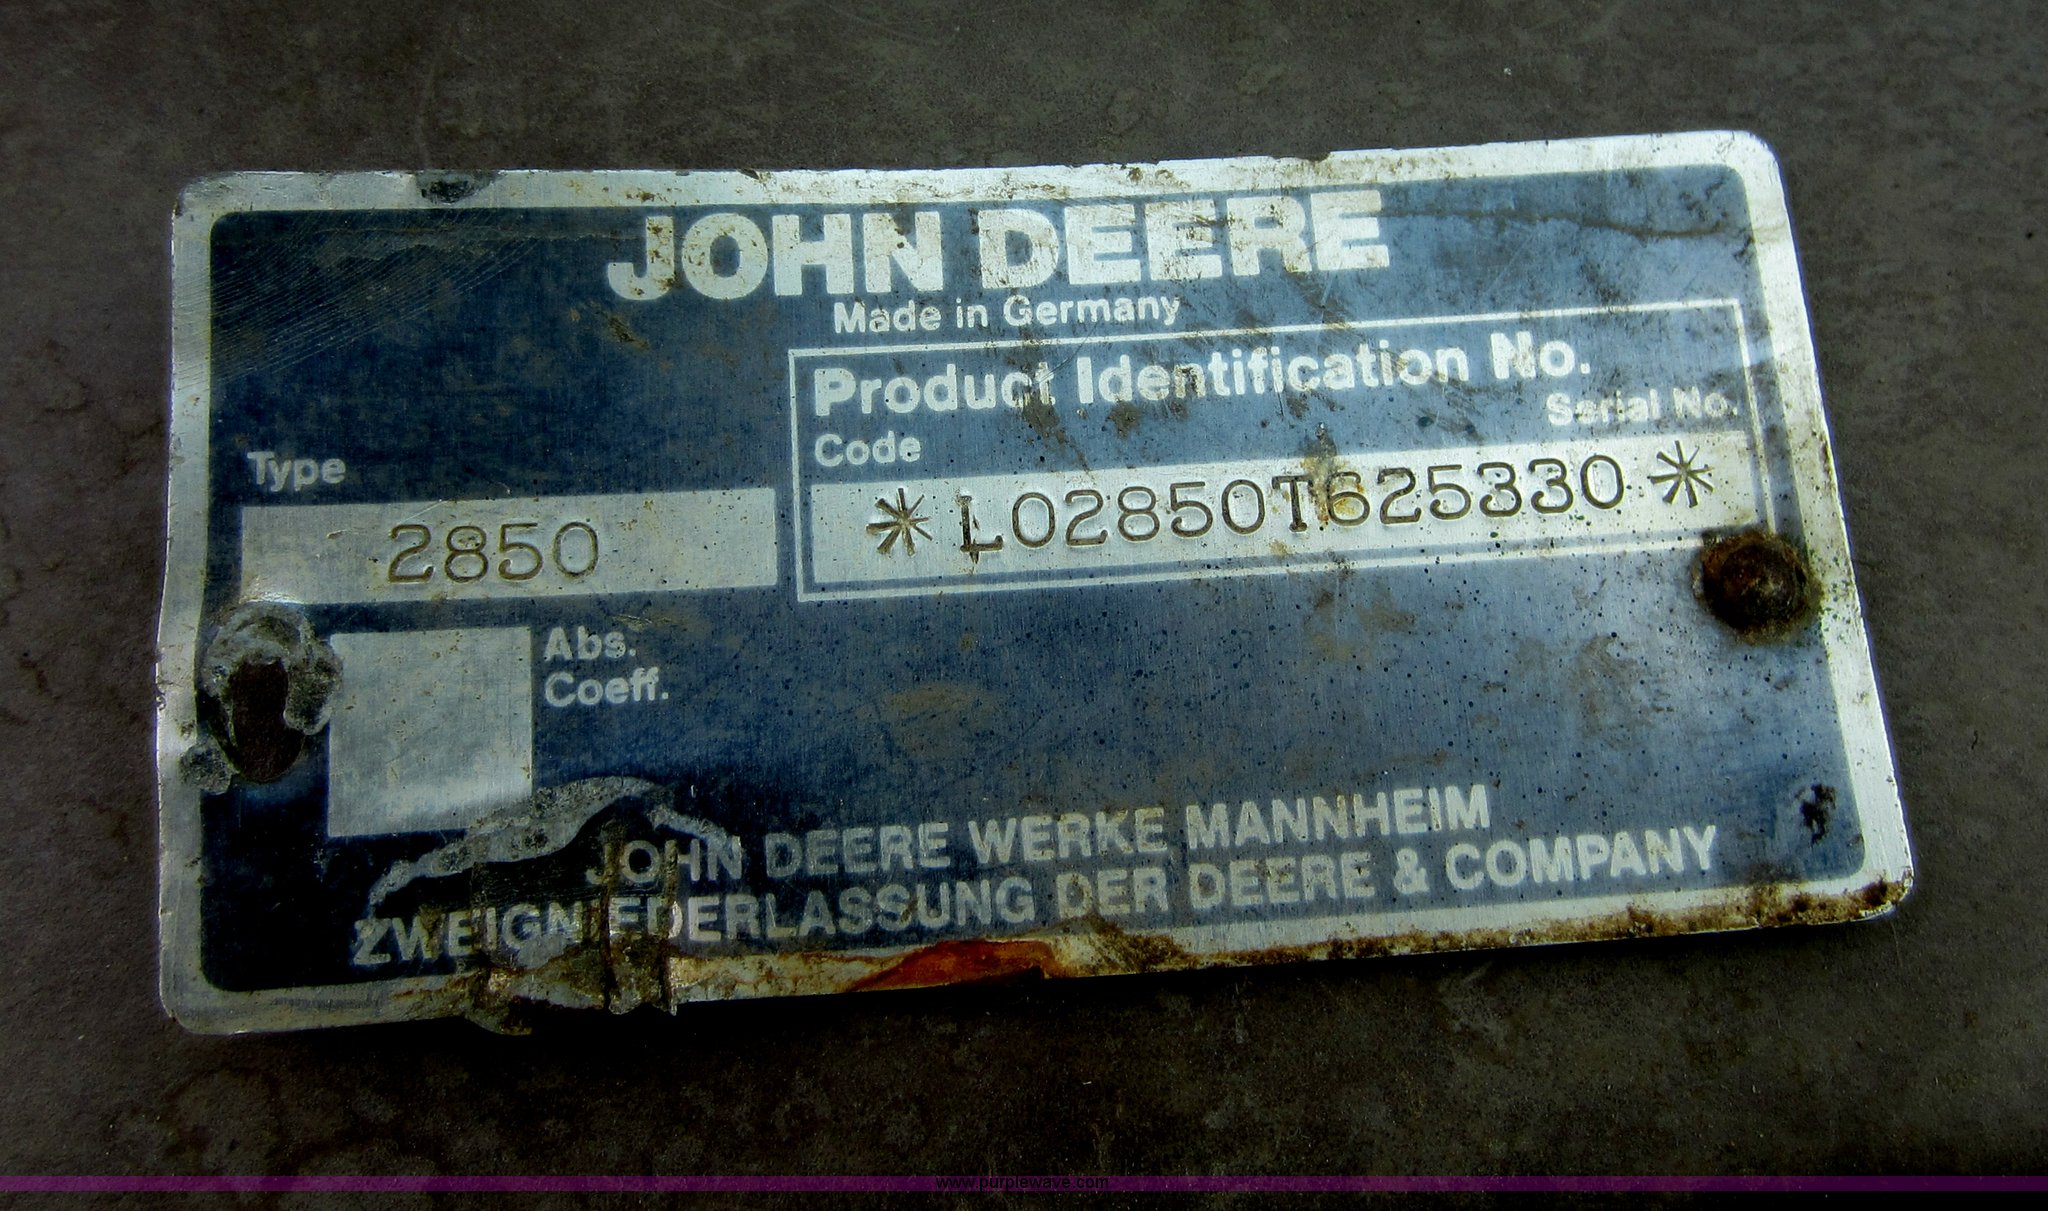 JOHN DEERE
Made in Germany
Product Identification No.
Serial No.
Code
Type
*L02850T625330*
2850
Abs.
Coeff.
JOHN DEERE WERKE MANNHEIM
ZWEIGNIEDERLASSUNG DER DEERE & COMPANY
www.purplewave.com